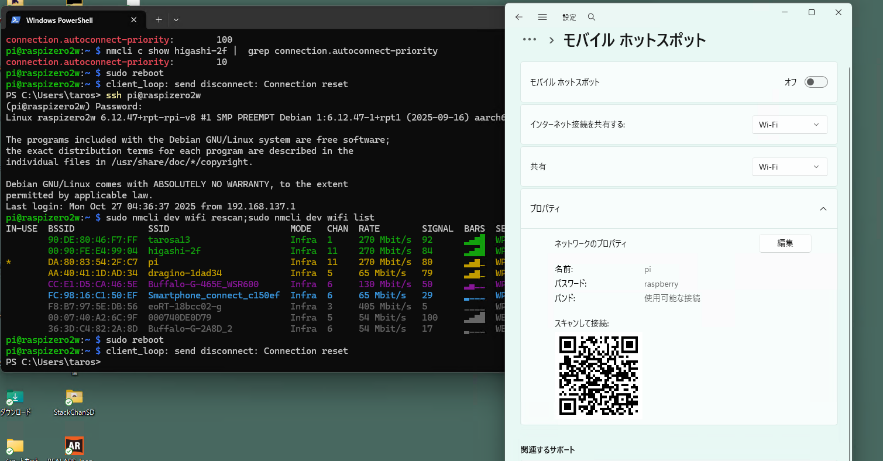 Windows PowerShell
connection.autoconnect-priority: 100
pi@raspizero2w:~ $ nmcli c show higashi-2f | grep connection.autoconnect-priority
connection.autoconnect-priority: 10
pi@raspizero2w:~ $ sudo reboot
pi@raspizero2w:~ $ client_loop: send disconnect: Connection reset
PS C:\Users\taros> ssh pi@raspizero2w
(pi@raspizero2w) Password:
Linux raspizero2w 6.12.47+rpt-rpi-v8 #1 SMP PREEMPT Debian 1:6.12.47-1+rpt1 (2025-09-16) aarch6
The programs included with the Debian GNU/Linux system are free software;
the exact distribution terms for each program are described in the
individual files in /usr/share/doc/*/copyright.
Debian GNU/Linux comes with ABSOLUTELY NO WARRANTY, to the extent
permitted by applicable law.
Last login: Mon Oct 27 04:36:37 2025 from 192.168.137.1
pi@raspizero2w:~ $ sudo nmcli dev wifi rescan;sudo nmcli dev wifi list
IN-USE BSSID SSID MODE CHAN RATE SIGNAL BARS SE
90:DE:80:46:F7:FF tarosa13 Infra 1 270 Mbit/s 92 WP
00:90:FE:E4:99:04 higashi-2f Infra 11 270 Mbit/s 84 WP
* DA:80:83:54:2F:C7 pi Infra 11 270 Mbit/s 80 WP
AA:40:41:1D:AD:34 dragino-1dad34 Infra 5 65 Mbit/s 79 WP
CC:E1:D5:CA:46:5E Buffalo-G-465E_WSR600 Infra 6 130 Mbit/s 50 WP
FC:98:16:C1:50:EF Smartphone_connect_c150ef Infra 6 65 Mbit/s 29 WP
F8:B7:97:5E:DB:56 eoRT-18bcc02-g Infra 3 405 Mbit/s 5 WP
00:07:40:A2:6C:9F 000740DE0D79 Infra 5 54 Mbit/s 100 WE
36:3D:C4:82:2A:8D Buffalo-G-2A8D_2 Infra 6 54 Mbit/s 17 WE
pi@raspizero2w:~ $ sudo reboot
pi@raspizero2w:~ $ client_loop: send disconnect: Connection reset
PS C:\Users\taros>
ダウンロード
StackChanSD
AR
設定
モバイル ホットスポット
モバイル ホットスポット
オフ
インターネット接続を共有する:
Wi-Fi
共有
Wi-Fi
プロパティ
ネットワークのプロパティ
編集
名前: pi
パスワード: raspberry
バンド: 使用可能な接続
スキャンして接続:
関連するサポート